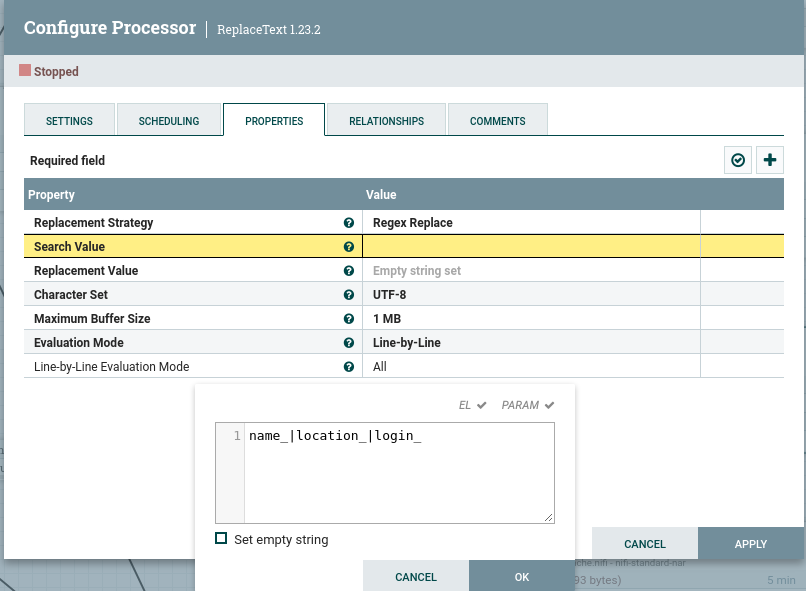 Configure Processor | ReplaceText 1.23.2
Stopped
SETTINGS SCHEDULING PROPERTIES RELATIONSHIPS COMMENTS
Required field
Property Value
Replacement Strategy ? Regex Replace
Search Value ?
Replacement Value ? Empty string set
Character Set ? UTF-8
Maximum Buffer Size ? 1 MB
Evaluation Mode ? Line-by-Line
Line-by-Line Evaluation Mode ? All
EL PARAM
1 name_|location_|login_
Set empty string
CANCEL APPLY
che.nifi - nifi-standard-nar
CANCEL OK
93 bytes) 5 min